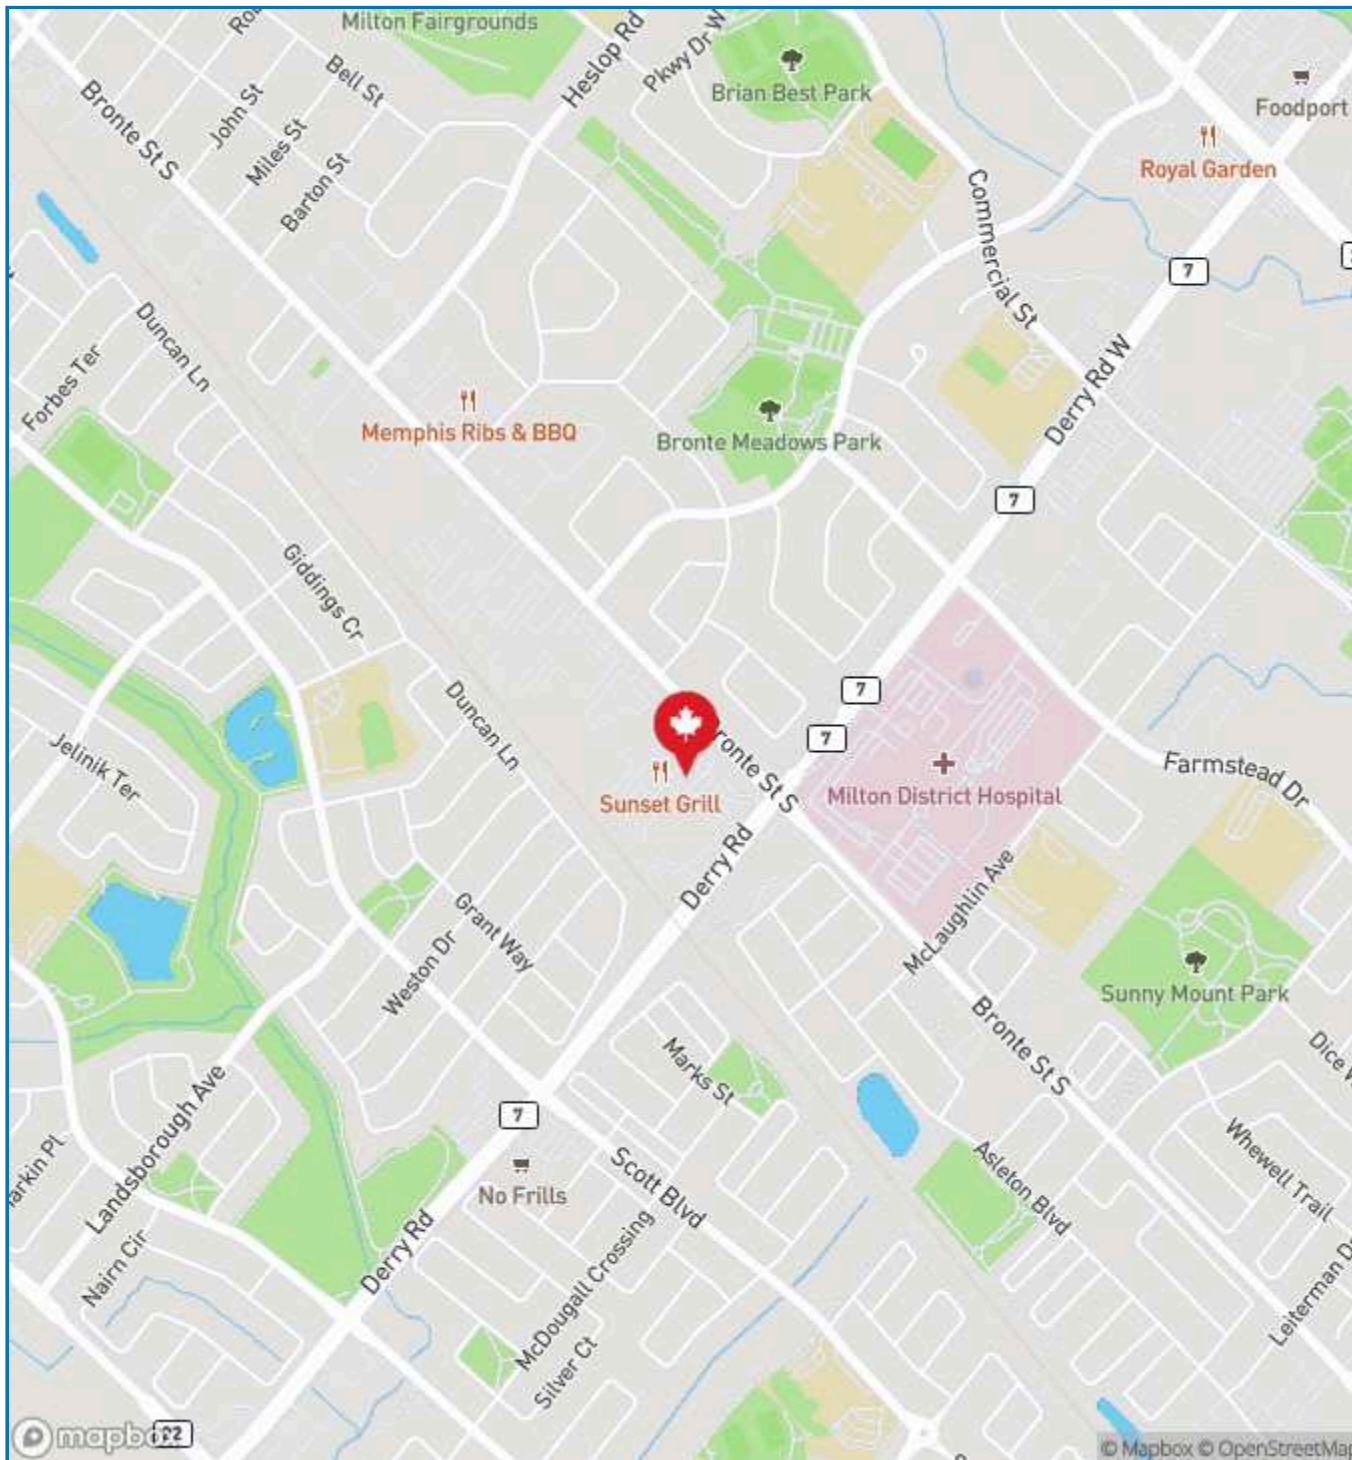 Milton Fairgrounds
Heslop Rd
Pkwy Dr W
Brian Best Park
Foodport
Bell St
Bronte St S
John St
Miles St
Barton St
Royal Garden
Commercial St
7
Duncan Ln
Forbes Ter
Derry Rd W
Memphis Ribs & BBQ
Bronte Meadows Park
7
Giddings Cr
7
Duncan Ln
7
Bronte St S
Jelinik Ter
Farmstead Dr
Sunset Grill
Milton District Hospital
Derry Rd
McLaughlin Ave
Grant Way
Weston Dr
Sunny Mount Park
Bronte St S
Marks St
Dice
Landsborough Ave
7
Whewell Trail
Scott Blvd
Asleton Blvd
No Frills
Nairn Cir
Derry Rd
McDougall Crossing
Leiterman
Silver Ct
mapbox
22
© Mapbox © OpenStreetMap